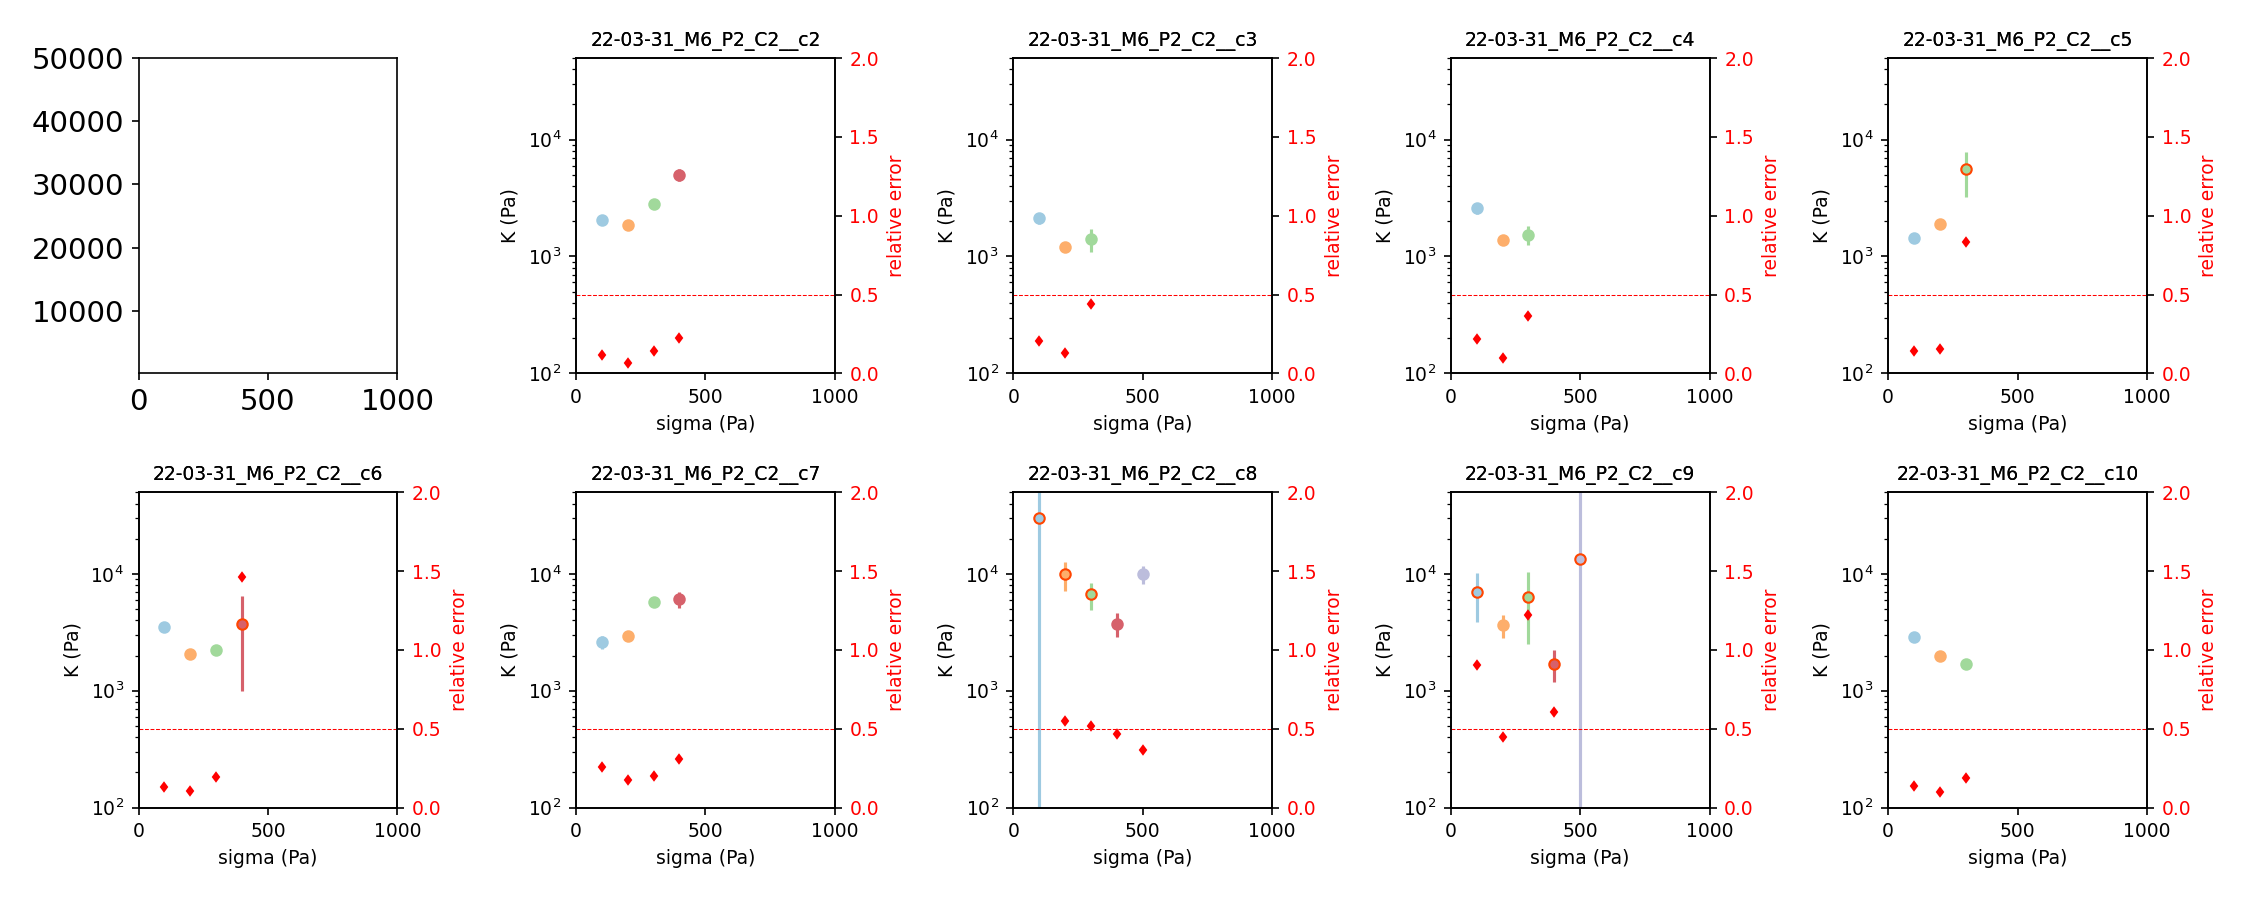 50000
40000
30000
20000
10000
0 500 1000
22-03-31_M6_P2_C2__c2
K (Pa)
10^4
10^3
10^2
0 500 1000
sigma (Pa)
2.0
1.5
1.0
0.5
0.0
relative error
22-03-31_M6_P2_C2__c3
K (Pa)
10^4
10^3
10^2
0 500 1000
sigma (Pa)
2.0
1.5
1.0
0.5
0.0
relative error
22-03-31_M6_P2_C2__c4
K (Pa)
10^4
10^3
10^2
0 500 1000
sigma (Pa)
2.0
1.5
1.0
0.5
0.0
relative error
22-03-31_M6_P2_C2__c5
K (Pa)
10^4
10^3
10^2
0 500 1000
sigma (Pa)
2.0
1.5
1.0
0.5
0.0
relative error
22-03-31_M6_P2_C2__c6
K (Pa)
10^4
10^3
10^2
0 500 1000
sigma (Pa)
2.0
1.5
1.0
0.5
0.0
relative error
22-03-31_M6_P2_C2__c7
K (Pa)
10^4
10^3
10^2
0 500 1000
sigma (Pa)
2.0
1.5
1.0
0.5
0.0
relative error
22-03-31_M6_P2_C2__c8
K (Pa)
10^4
10^3
10^2
0 500 1000
sigma (Pa)
2.0
1.5
1.0
0.5
0.0
relative error
22-03-31_M6_P2_C2__c9
K (Pa)
10^4
10^3
10^2
0 500 1000
sigma (Pa)
2.0
1.5
1.0
0.5
0.0
relative error
22-03-31_M6_P2_C2__c10
K (Pa)
10^4
10^3
10^2
0 500 1000
sigma (Pa)
2.0
1.5
1.0
0.5
0.0
relative error